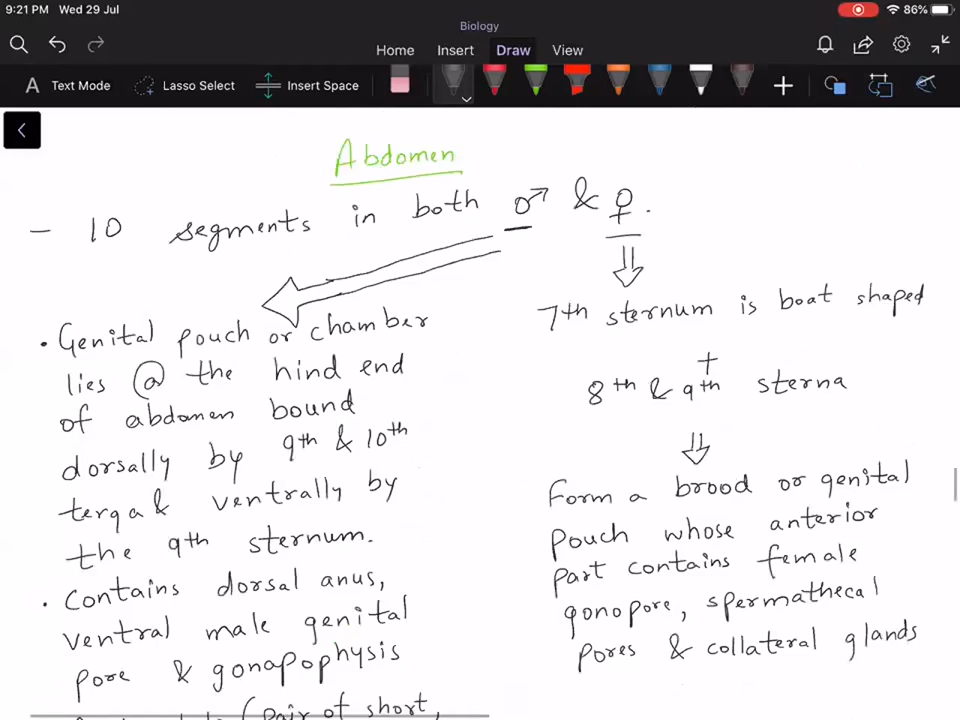 9:21 PM Wed 29 Jul
86%
Biology
Home Insert Draw View
Text Mode Lasso Select Insert Space
Abdomen
- 10 segments in both ♂ & ♀.
• Genital pouch or chamber
lies @ the hind end
of abdomen bound
dorsally by 9th & 10th
terga & ventrally by
the 9th sternum.
• Contains dorsal anus,
ventral male genital
pore & gonapophysis
(pair of short,
⇓
7th sternum is boat shaped
+
8th & 9th sterna
⇓
Form a brood or genital
pouch whose anterior
part contains female
gonopore, spermathecal
pores & collateral glands